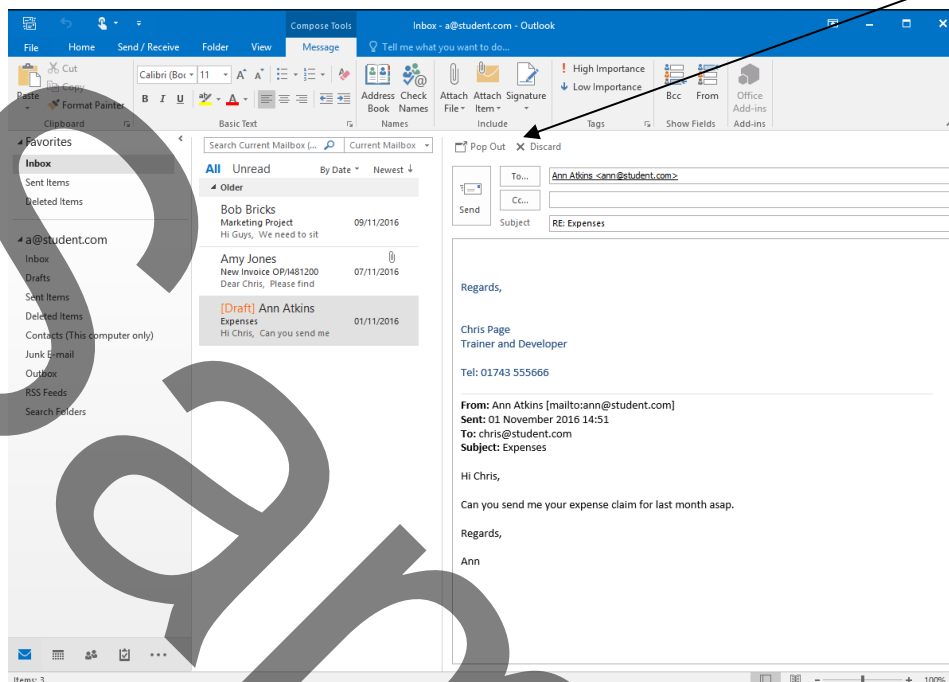 Compose Tools
Inbox - a@student.com - Outlook
File Home Send / Receive Folder View Message Tell me what you want to do...
Cut
Copy
Format Painter
Paste
Clipboard
Calibri (Boc 11 A A
B I U aby A
Basic Text
Address Book
Check Names
Names
Attach File
Attach Item
Signature
Include
High Importance
Low Importance
Tags
Bcc From
Show Fields
Office Add-ins
Add-ins
Favorites
Inbox
Sent Items
Deleted Items
a@student.com
Inbox
Drafts
Sent Items
Deleted Items
Contacts (This computer only)
Junk E-mail
Outbox
RSS Feeds
Search Folders
Search Current Mailbox (... Current Mailbox
All Unread By Date Newest ↓
Older
Bob Bricks
Marketing Project 09/11/2016
Hi Guys, We need to sit
Amy Jones
New Invoice OP/I481200 07/11/2016
Dear Chris, Please find
[Draft] Ann Atkins
Expenses 01/11/2016
Hi Chris, Can you send me
Pop Out Discard
Send
To... Ann Atkins <ann@student.com>
Cc...
Subject RE: Expenses
Regards,
Chris Page
Trainer and Developer
Tel: 01743 555666
From: Ann Atkins [mailto:ann@student.com]
Sent: 01 November 2016 14:51
To: chris@student.com
Subject: Expenses
Hi Chris,
Can you send me your expense claim for last month asap.
Regards,
Ann
Items: 3
100%